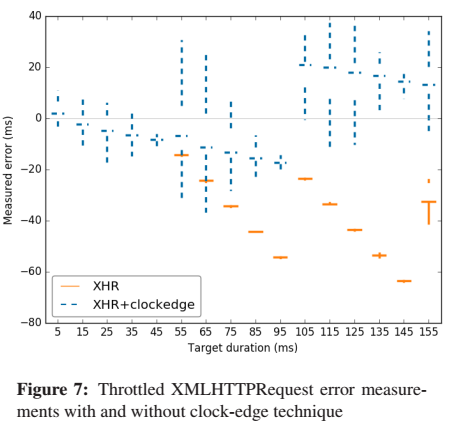 40
20
0
−20
−40
−60
−80
Measured error (ms)
XHR
XHR+clockedge
5 15 25 35 45 55 65 75 85 95 105 115 125 135 145 155
Target duration (ms)
Figure 7: Throttled XMLHTTPRequest error measure-
ments with and without clock-edge technique